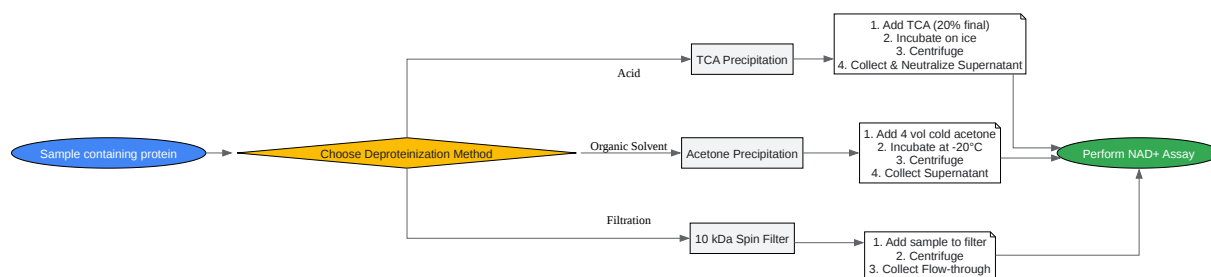 Sample containing protein
Choose Deproteinization Method
Acid
TCA Precipitation
1. Add TCA (20% final)
2. Incubate on ice
3. Centrifuge
4. Collect & Neutralize Supernatant
Organic Solvent
Acetone Precipitation
1. Add 4 vol cold acetone
2. Incubate at -20°C
3. Centrifuge
4. Collect Supernatant
Filtration
10 kDa Spin Filter
1. Add sample to filter
2. Centrifuge
3. Collect Flow-through
Perform NAD+ Assay